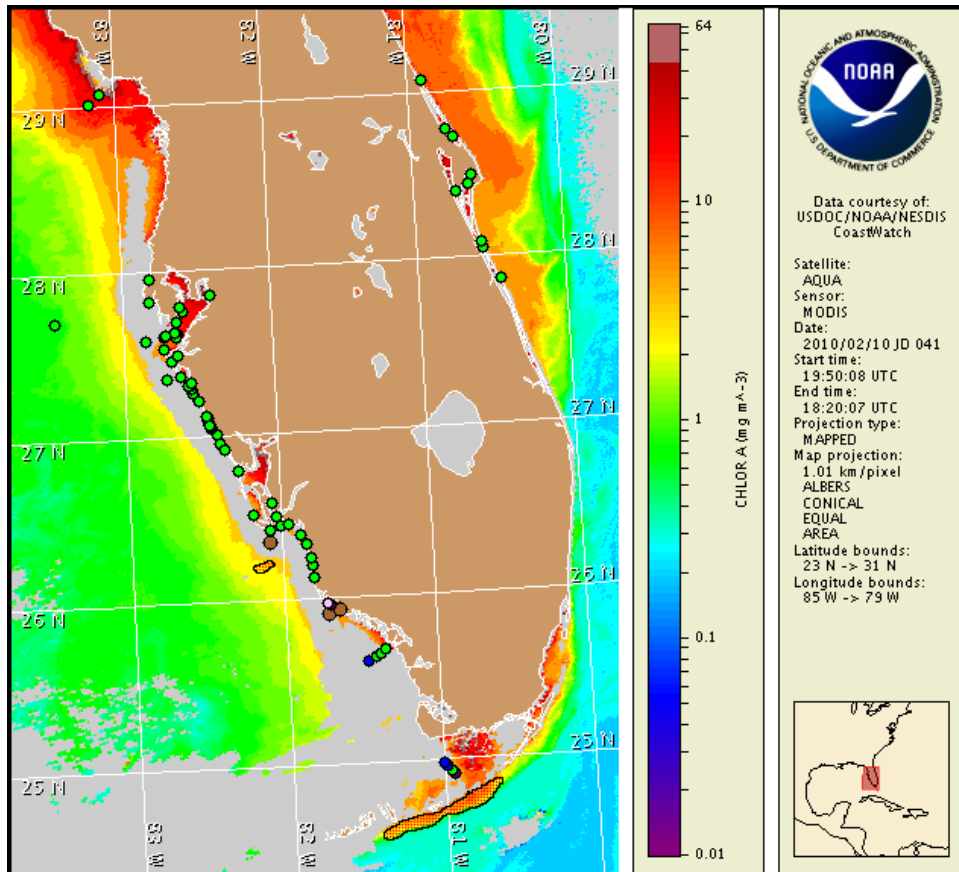 83 W
82 W
81 W
80 W
29 N
29 N
28 N
28 N
27 N
27 N
26 N
26 N
25 N
25 N
83 W
82 W
81 W
64
10
1
0.1
0.01
CHLOR A (mg m^-3)
NATIONAL OCEANIC AND ATMOSPHERIC ADMINISTRATION
NOAA
U.S. DEPARTMENT OF COMMERCE
Data courtesy of:
USDOC/NOAA/NESDIS
CoastWatch
Satellite:
AQUA
Sensor:
MODIS
Date:
2010/02/10 JD 041
Start time:
19:50:08 UTC
End time:
18:20:07 UTC
Projection type:
MAPPED
Map projection:
1.01 km/pixel
ALBERS
CONICAL
EQUAL
AREA
Latitude bounds:
23 N -> 31 N
Longitude bounds:
85 W -> 79 W